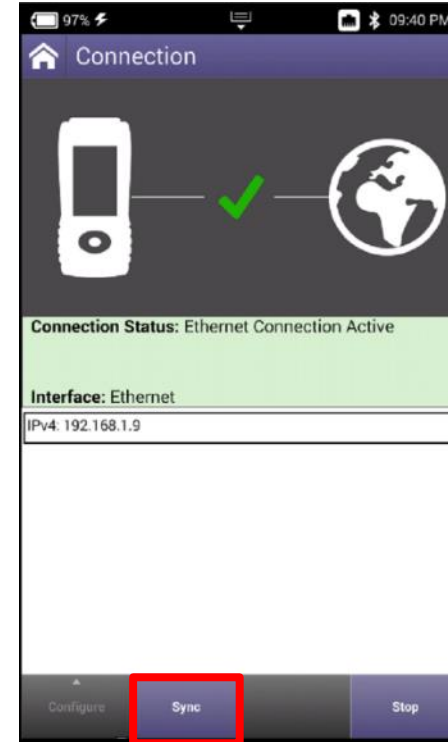 97% 09:40 PM
Connection
Connection Status: Ethernet Connection Active
Interface: Ethernet
IPv4: 192.168.1.9
Configure Sync Stop